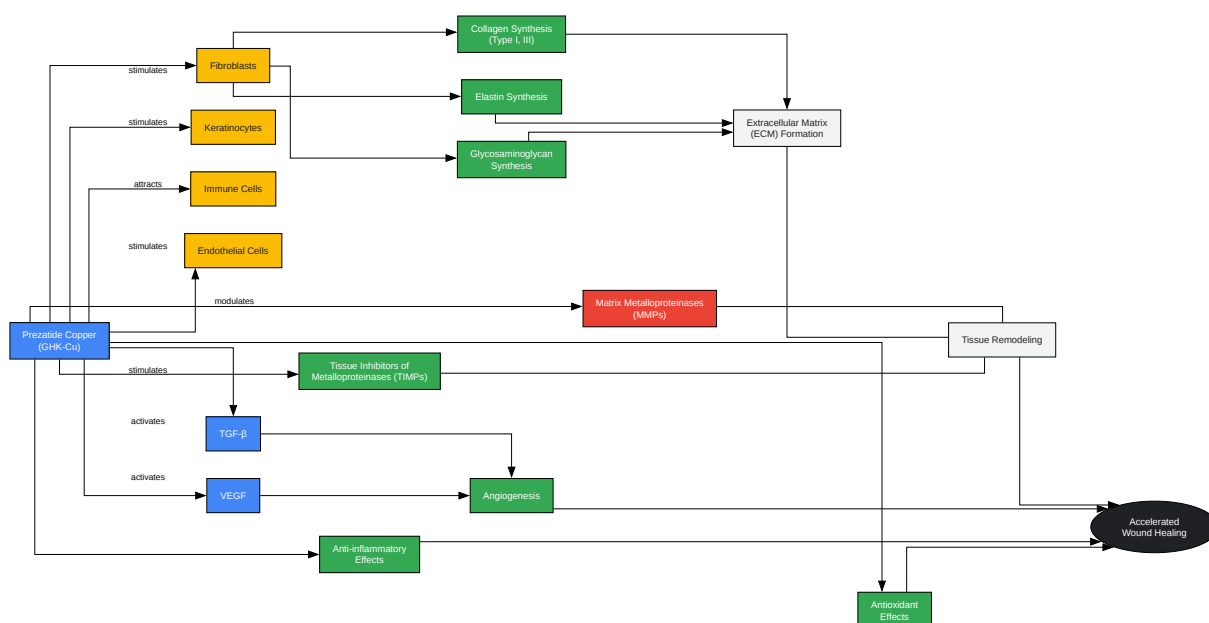 Collagen Synthesis
(Type I, III)
Fibroblasts
stimulates
Elastin Synthesis
stimulates
Keratinocytes
Extracellular Matrix
(ECM) Formation
Glycosaminoglycan
Synthesis
attracts
Immune Cells
stimulates
Endothelial Cells
modulates
Matrix Metalloproteinases
(MMPs)
Prezatide Copper
(GHK-Cu)
Tissue Remodeling
stimulates
Tissue Inhibitors of
Metalloproteinases (TIMPs)
activates
TGF-β
activates
VEGF
Angiogenesis
Accelerated
Wound Healing
Anti-inflammatory
Effects
Antioxidant
Effects